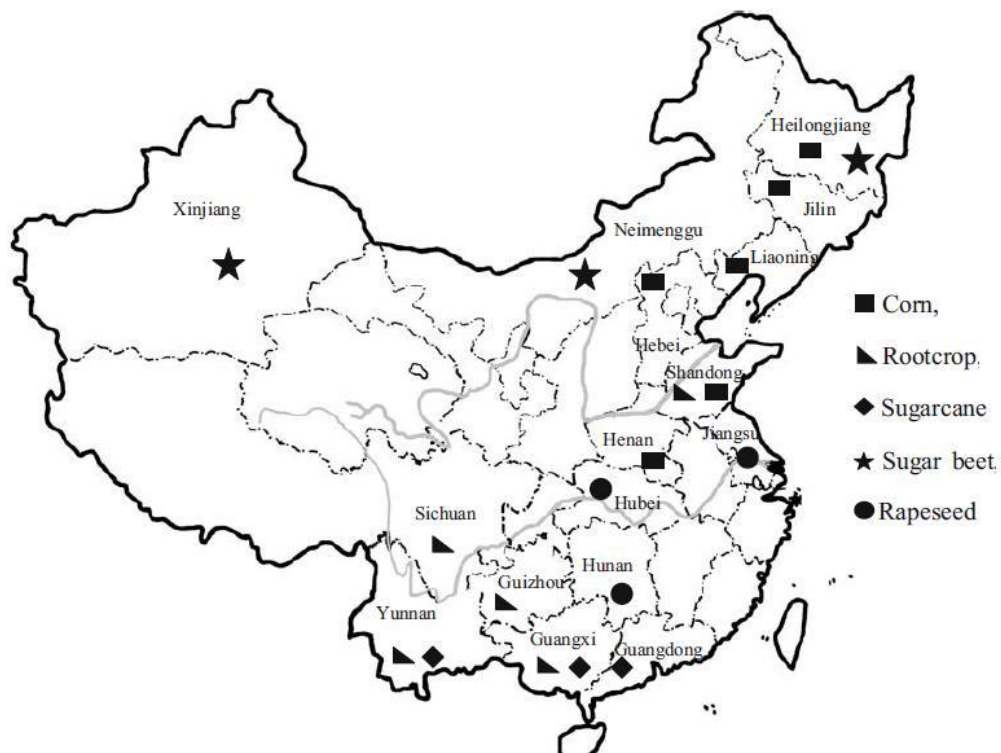 Heilongjiang
Xinjiang
Jilin
Neimenggu
Liaoning
Corn,
Hebei
Rootcrop,
Shandong
Sugarcane
Henan
Jiangsu
Sugar beet,
Hubei
Rapeseed
Sichuan
Guizhou
Hunan
Yunnan
Guangxi
Guangdong